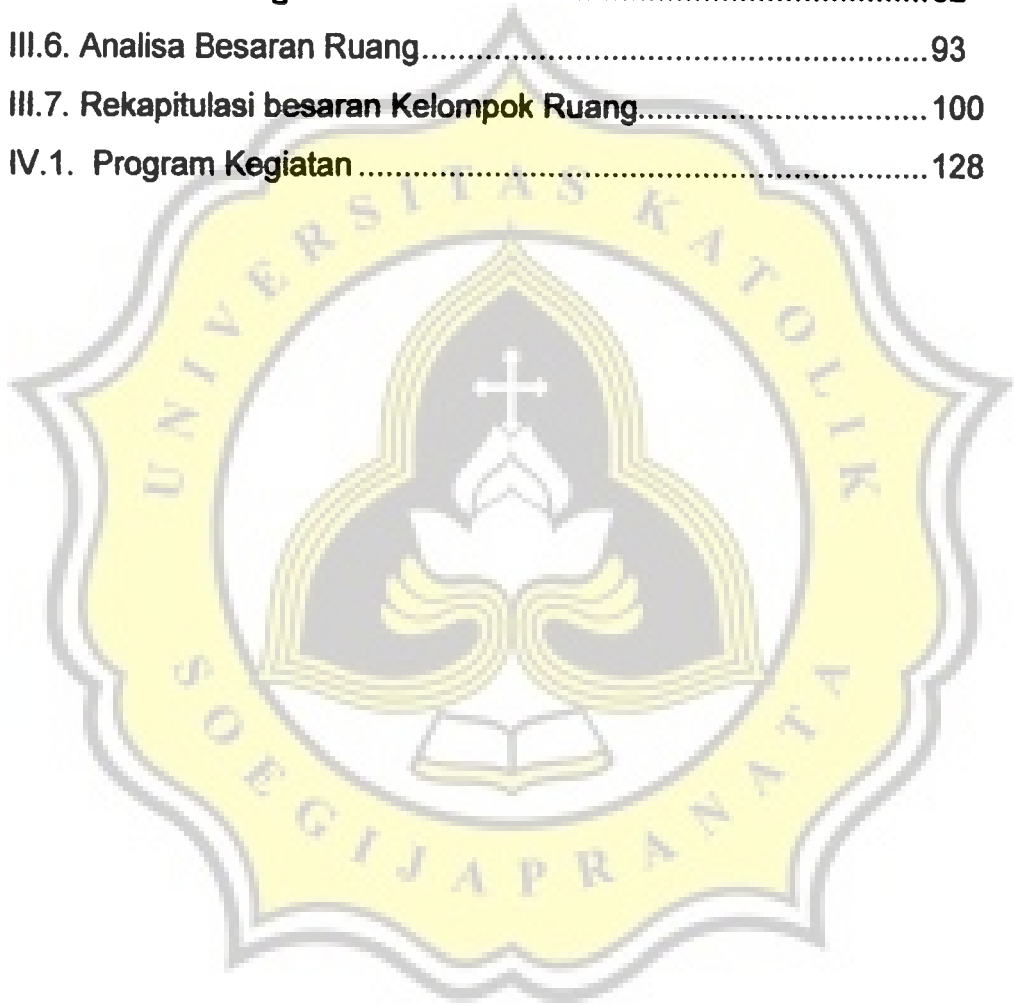 III.6. Analisa Besaran Ruang....................................................93
III.7. Rekapitulasi besaran Kelompok Ruang..............................100
IV.1. Program Kegiatan...........................................................128
UNIVERSITAS KATOLIK
SOEGIJAPRANATA